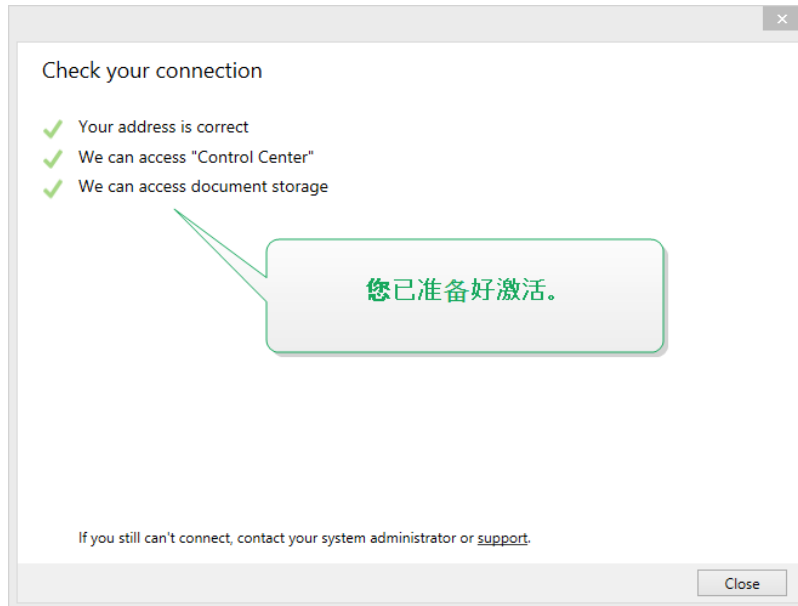 Check your connection
Your address is correct
We can access "Control Center"
We can access document storage
您已准备好激活。
If you still can't connect, contact your system administrator or support.
Close